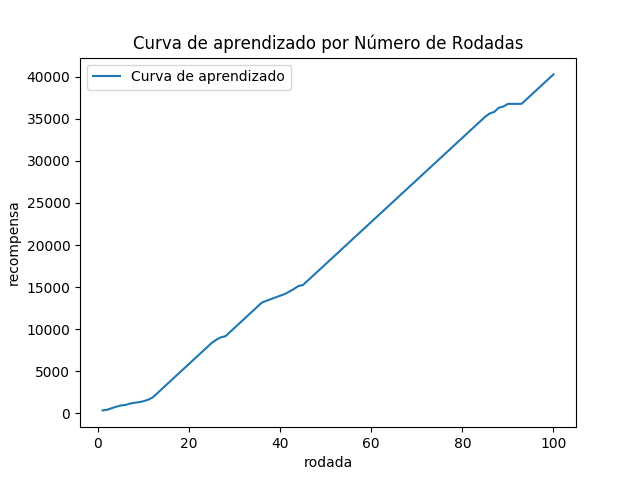 Curva de aprendizado por Número de Rodadas
Curva de aprendizado
40000
35000
30000
25000
20000
15000
10000
5000
0
recompensa
0 20 40 60 80 100
rodada